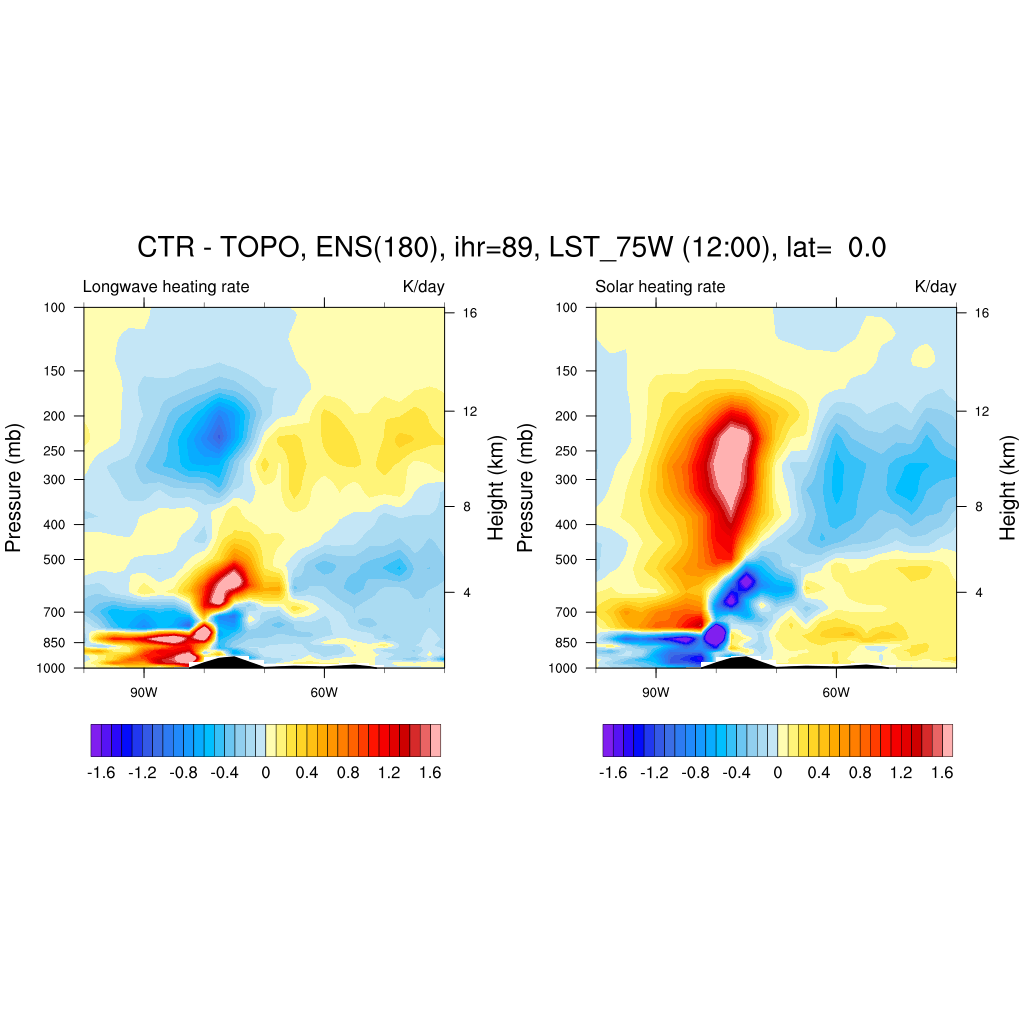 CTR - TOPO, ENS(180), ihr=89, LST_75W (12:00), lat=  0.0
Longwave heating rate K/day
Solar heating rate K/day
100
150
200
250
300
400
500
700
850
1000
Pressure (mb)
16
12
8
4
Height (km)
90W 60W
-1.6 -1.2 -0.8 -0.4 0 0.4 0.8 1.2 1.6
100
150
200
250
300
400
500
700
850
1000
Pressure (mb)
16
12
8
4
Height (km)
90W 60W
-1.6 -1.2 -0.8 -0.4 0 0.4 0.8 1.2 1.6